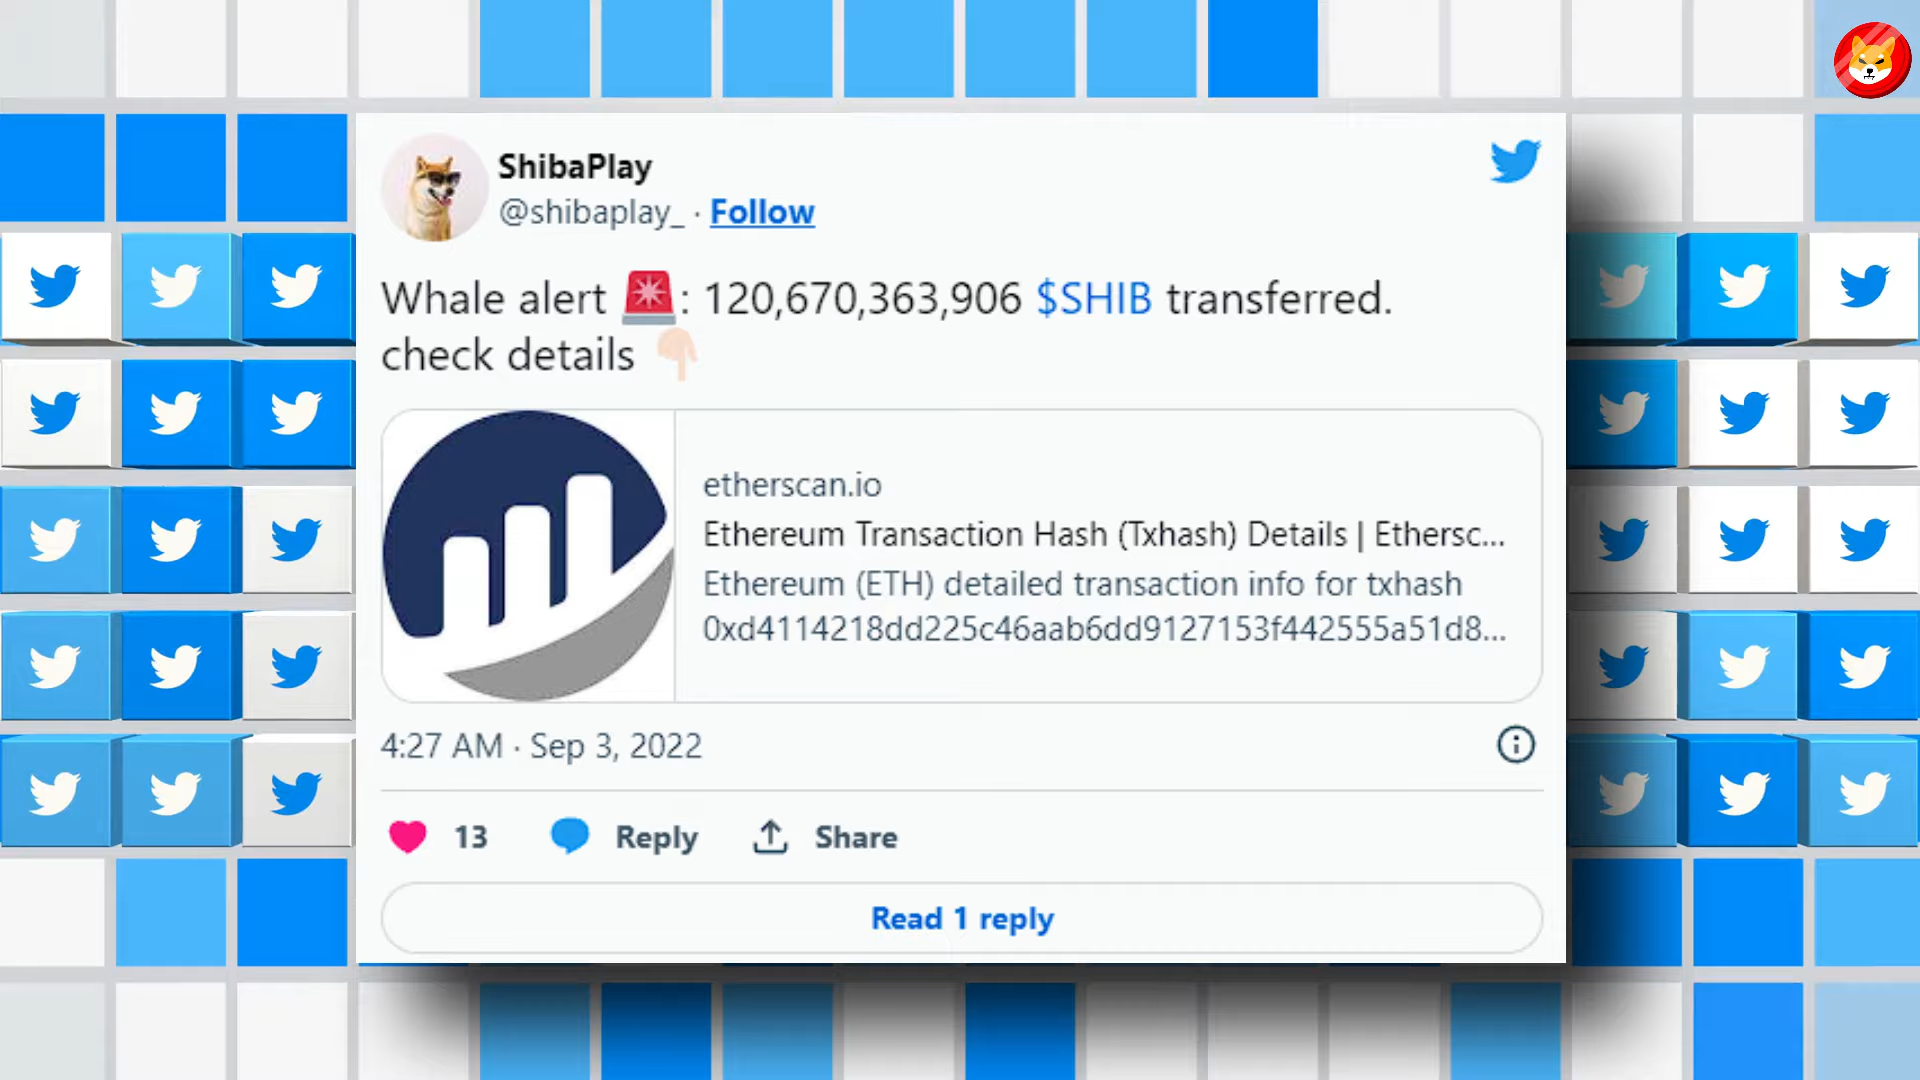 ShibaPlay
@shibaplay_ · Follow
Whale alert 🚨: 120,670,363,906 $SHIB transferred.
check details 👇🏻
etherscan.io
Ethereum Transaction Hash (Txhash) Details | Ethersc...
Ethereum (ETH) detailed transaction info for txhash
0xd4114218dd225c46aab6dd9127153f442555a51d8...
4:27 AM · Sep 3, 2022
13 Reply Share
Read 1 reply